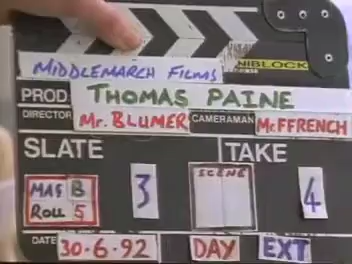 UNIBLOCK
MIDDLEMARCH FILMS
PROD THOMAS PAINE
DIRECTOR Mr. BLUMER CAMERAMAN Mr FFRENCH
SLATE TAKE
MAG B 3 SCENE 4
ROLL 5
DATE 30-6-92 DAY EXT